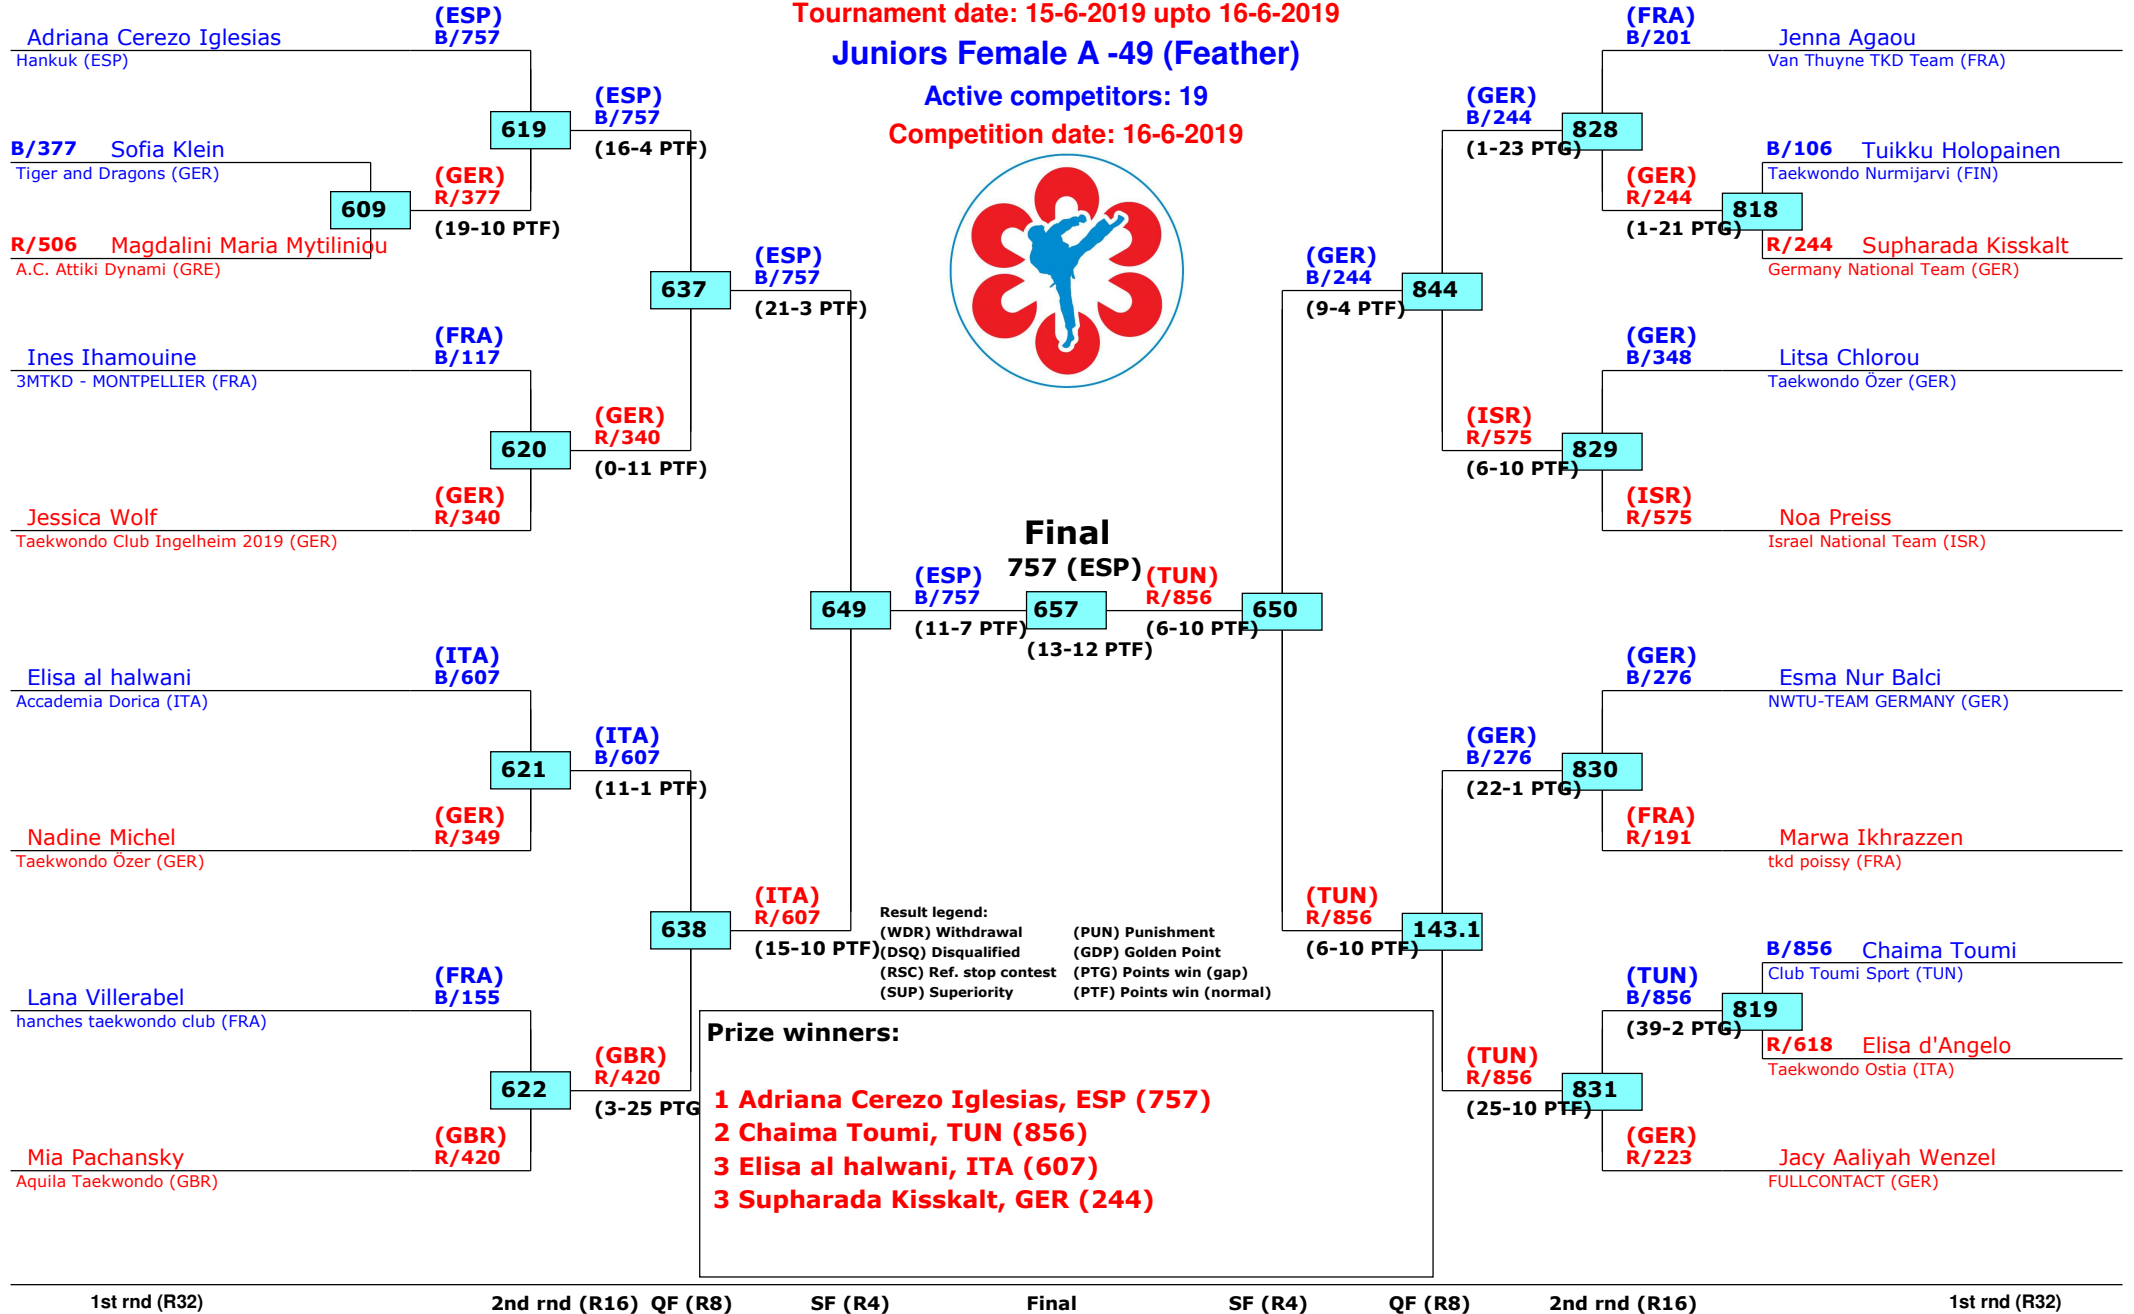 Tournament date: 15-6-2019 upto 16-6-2019
Juniors Female A -49 (Feather)
Active competitors: 19
Competition date: 16-6-2019
(ESP)
Adriana Cerezo Iglesias B/757
Hankuk (ESP)
(ESP)
619 B/757
(16-4 PTF)
B/377 Sofia Klein
Tiger and Dragons (GER)
(GER)
609 R/377
(19-10 PTF)
R/506 Magdalini Maria Mytiliniou
A.C. Attiki Dynami (GRE)
(ESP)
637 B/757
(21-3 PTF)
(FRA)
Ines Ihamouine B/117
3MTKD - MONTPELLIER (FRA)
(GER)
620 R/340
(0-11 PTF)
(GER)
Jessica Wolf R/340
Taekwondo Club Ingelheim 2019 (GER)
Final
757 (ESP)
(ESP)
649 B/757
(11-7 PTF)
657
(13-12 PTF)
(TUN)
R/856 650
(6-10 PTF)
(ITA)
Elisa al halwani B/607
Accademia Dorica (ITA)
(ITA)
621 B/607
(11-1 PTF)
(GER)
Nadine Michel R/349
Taekwondo Özer (GER)
(ITA)
638 R/607
(15-10 PTF)
(FRA)
Lana Villerabel B/155
hanches taekwondo club (FRA)
(GBR)
622 R/420
(3-25 PTG
(GBR)
Mia Pachansky R/420
Aquila Taekwondo (GBR)
(FRA)
B/201 Jenna Agaou
Van Thuyne TKD Team (FRA)
(GER)
B/244 828
(1-23 PTG)
B/106 Tuikku Holopainen
Taekwondo Nurmijarvi (FIN)
(GER)
R/244 818
(1-21 PTG)
R/244 Supharada Kisskalt
Germany National Team (GER)
(GER)
B/244 844
(9-4 PTF)
(GER)
B/348 Litsa Chlorou
Taekwondo Özer (GER)
(ISR)
R/575 829
(6-10 PTF)
(ISR)
R/575 Noa Preiss
Israel National Team (ISR)
(GER)
B/276 Esma Nur Balci
NWTU-TEAM GERMANY (GER)
(GER)
B/276 830
(22-1 PTG)
(FRA)
R/191 Marwa Ikhrazzen
tkd poissy (FRA)
(TUN)
R/856 143.1
(6-10 PTF)
B/856 Chaima Toumi
Club Toumi Sport (TUN)
(TUN)
B/856 819
(39-2 PTG)
R/618 Elisa d'Angelo
Taekwondo Ostia (ITA)
(TUN)
R/856 831
(25-10 PTF)
(GER)
R/223 Jacy Aaliyah Wenzel
FULLCONTACT (GER)
Result legend:
(WDR) Withdrawal (PUN) Punishment
(DSQ) Disqualified (GDP) Golden Point
(RSC) Ref. stop contest (PTG) Points win (gap)
(SUP) Superiority (PTF) Points win (normal)
Prize winners:
1 Adriana Cerezo Iglesias, ESP (757)
2 Chaima Toumi, TUN (856)
3 Elisa al halwani, ITA (607)
3 Supharada Kisskalt, GER (244)
1st rnd (R32) 2nd rnd (R16) QF (R8) SF (R4) Final SF (R4) QF (R8) 2nd rnd (R16) 1st rnd (R32)